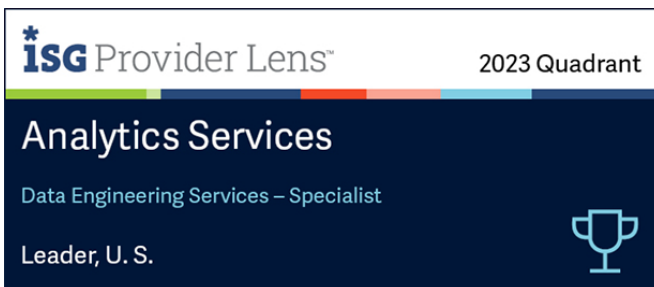 isG Provider Lens™ 2023 Quadrant
Analytics Services
Data Engineering Services – Specialist
Leader, U. S.